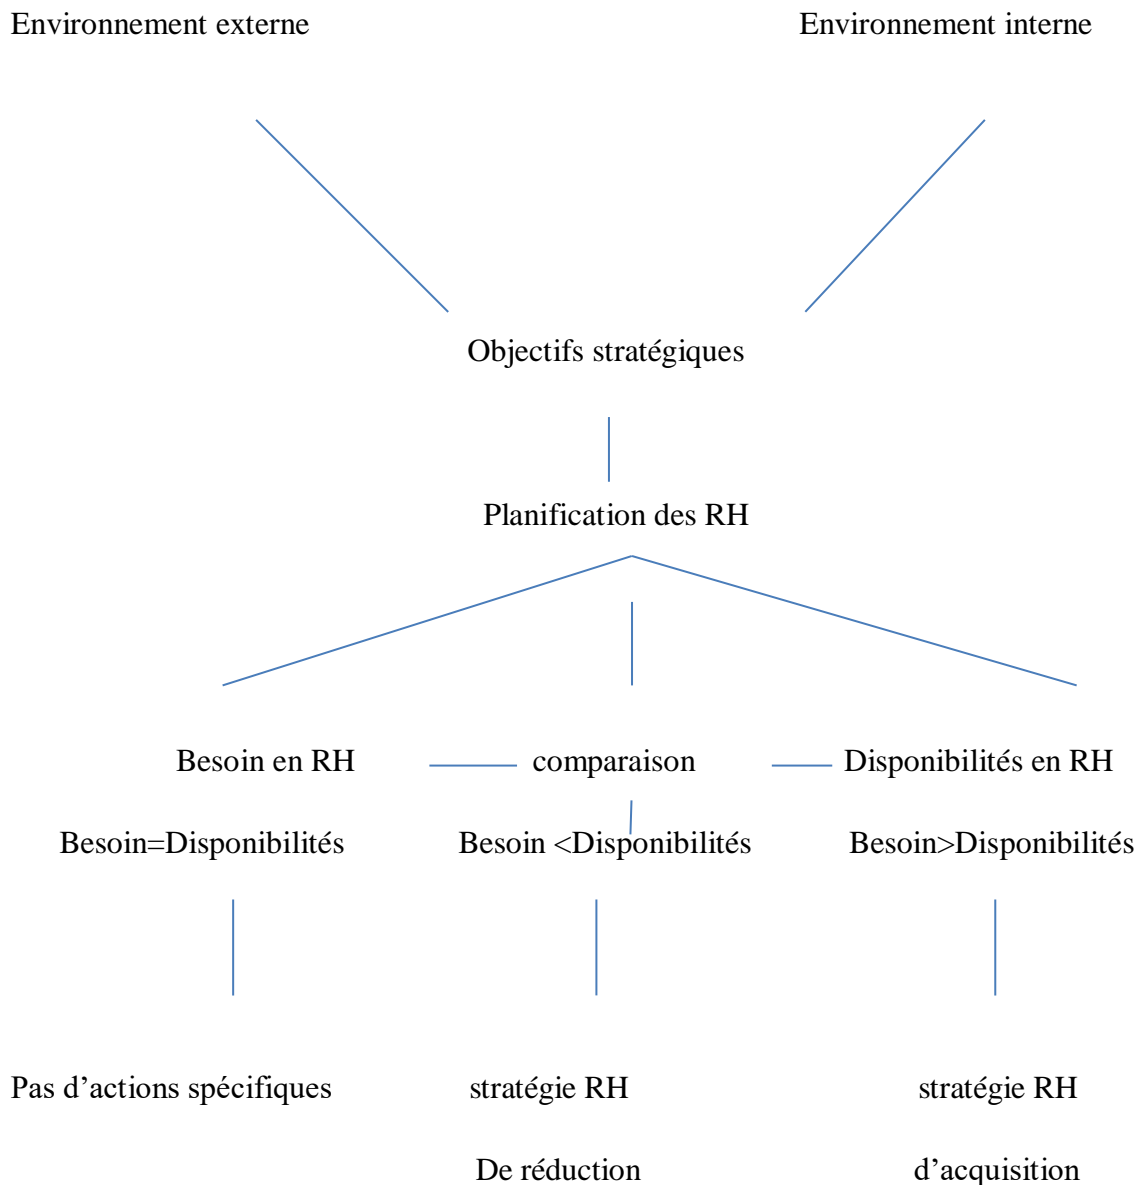 Environnement externe Environnement interne
Objectifs stratégiques
Planification des RH
Besoin en RH comparaison Disponibilités en RH
Besoin=Disponibilités Besoin <Disponibilités Besoin>Disponibilités
Pas d’actions spécifiques stratégie RH stratégie RH
De réduction d’acquisition